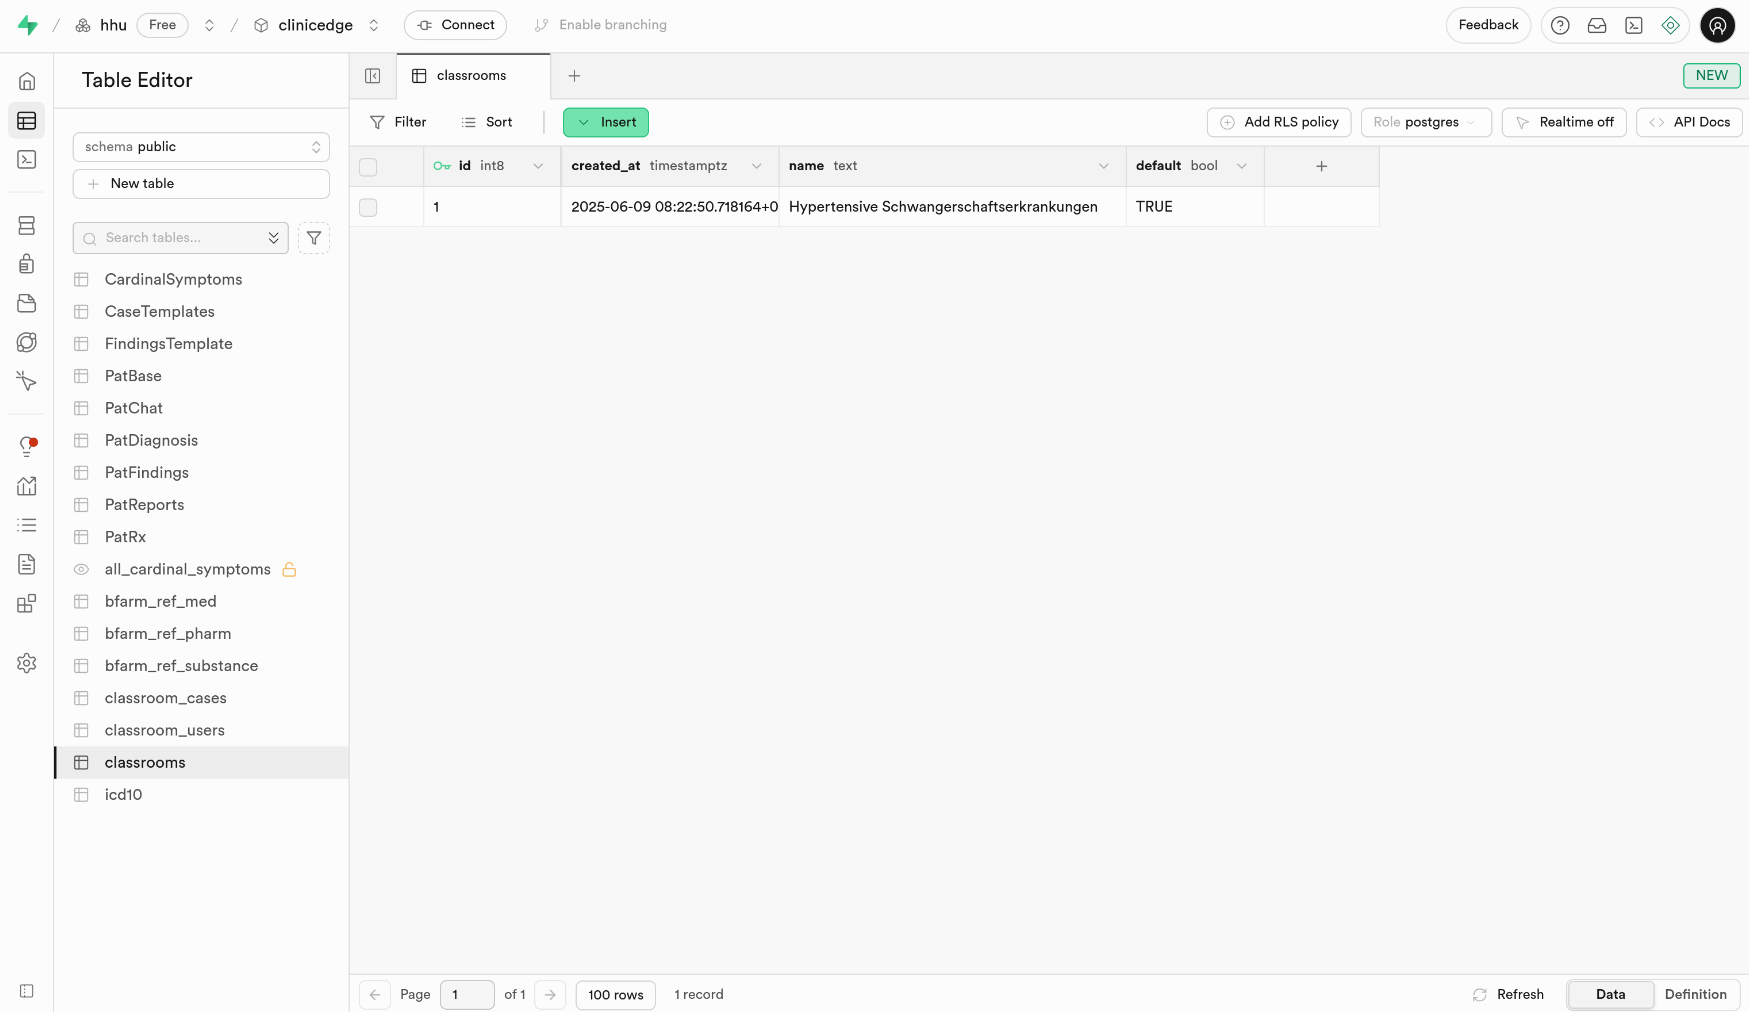 / hhu Free / clinicedge Connect Enable branching Feedback
Table Editor
classrooms
NEW
Filter Sort Insert Add RLS policy Role postgres Realtime off API Docs
schema public
New table
Search tables...
id int8 created_at timestamptz name text default bool
1 2025-06-09 08:22:50.718164+0 Hypertensive Schwangerschaftserkrankungen TRUE
CardinalSymptoms
CaseTemplates
FindingsTemplate
PatBase
PatChat
PatDiagnosis
PatFindings
PatReports
PatRx
all_cardinal_symptoms
bfarm_ref_med
bfarm_ref_pharm
bfarm_ref_substance
classroom_cases
classroom_users
classrooms
icd10
Page 1 of 1 100 rows 1 record Refresh Data Definition